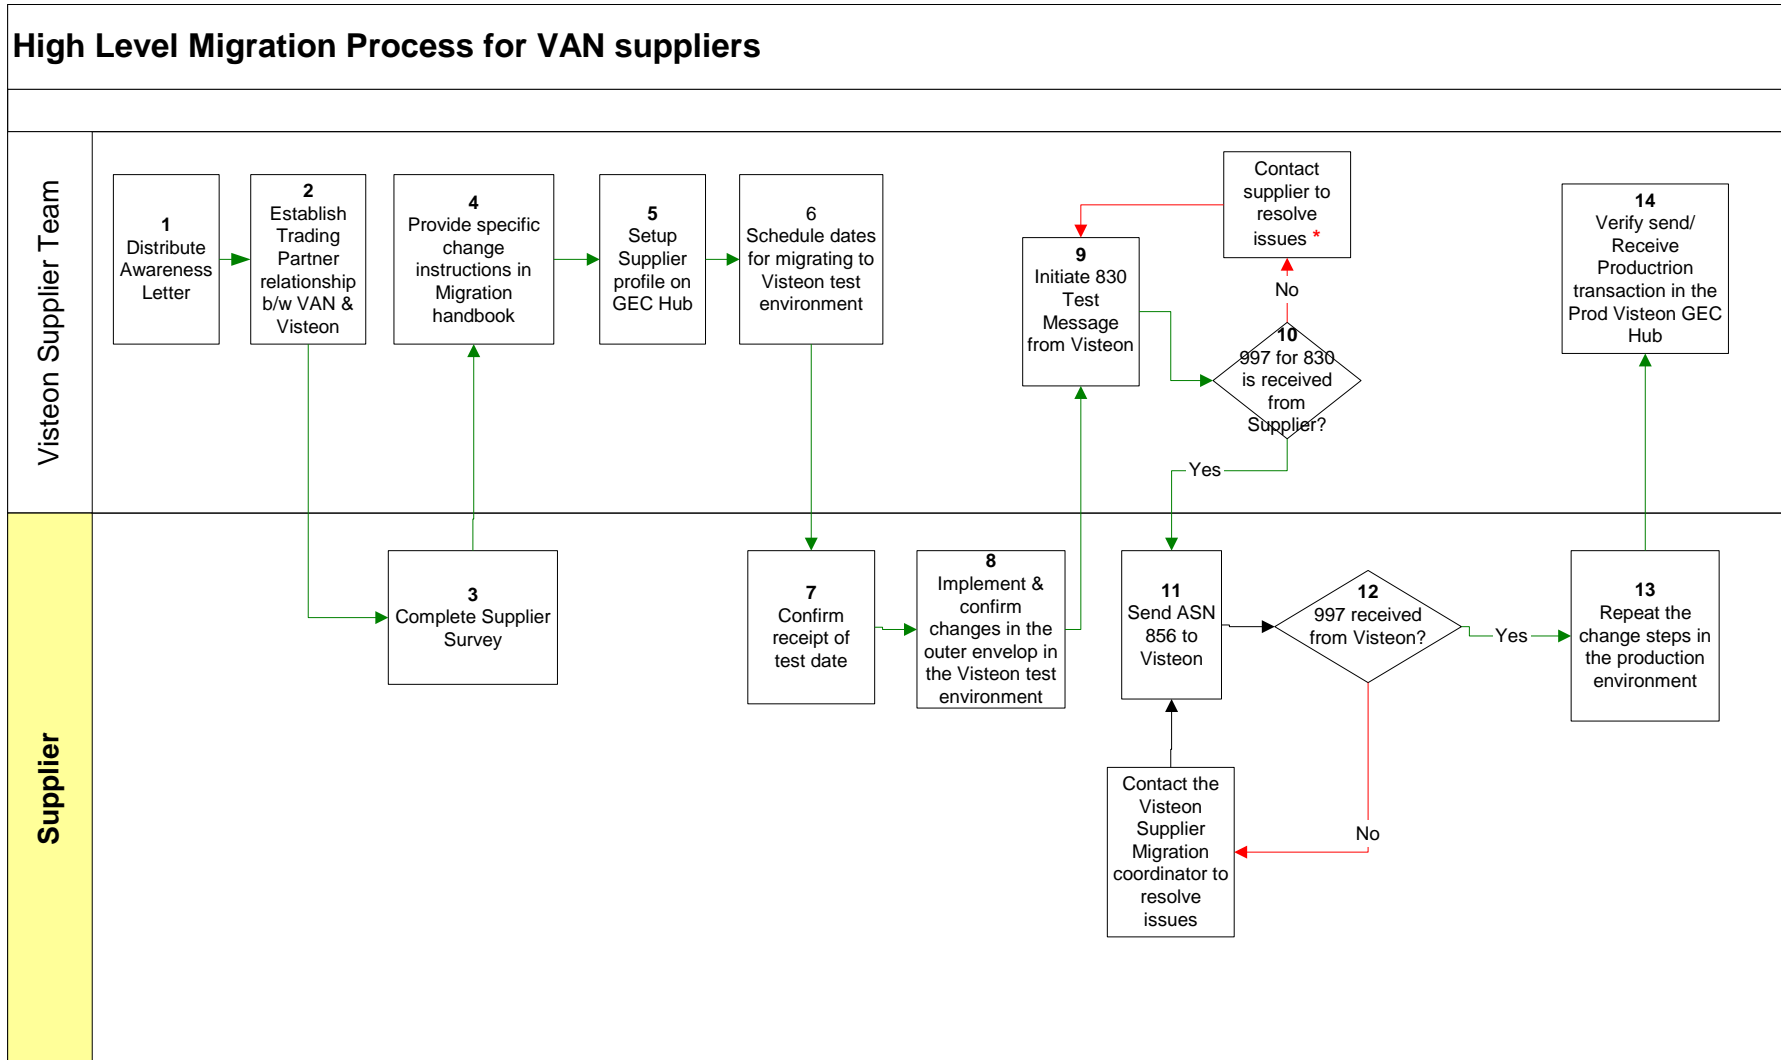 High Level Migration Process for VAN suppliers
Visteon Supplier Team
1
Distribute
Awareness
Letter
2
Establish
Trading
Partner
relationship
b/w VAN &
Visteon
4
Provide specific
change
instructions in
Migration
handbook
5
Setup
Supplier
profile on
GEC Hub
6
Schedule dates
for migrating to
Visteon test
environment
9
Initiate 830
Test
Message
from Visteon
Contact
supplier to
resolve
issues *
No
10
997 for 830
is received
from
Supplier?
Yes
14
Verify send/
Receive
Productrion
transaction in the
Prod Visteon GEC
Hub
Supplier
3
Complete Supplier
Survey
7
Confirm
receipt of
test date
8
Implement &
confirm
changes in the
outer envelop in
the Visteon test
environment
11
Send ASN
856 to
Visteon
12
997 received
from Visteon?
Yes
13
Repeat the
change steps in
the production
environment
No
Contact the
Visteon
Supplier
Migration
coordinator to
resolve
issues